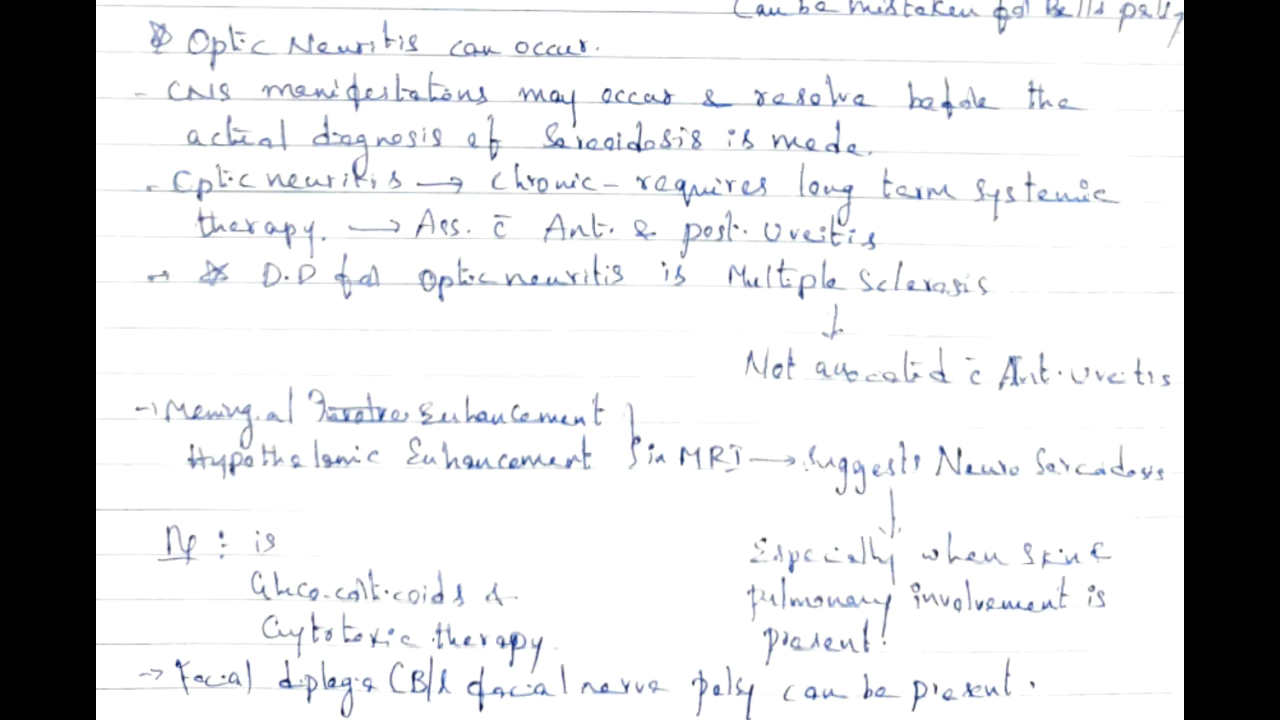 Can be mistaken for Bell's palsy
Optic Neuritis can occur.
- CNS manifestations may occur & resolve before the
actual diagnosis of Sarcoidosis is made.
- Optic neuritis → chronic - requires long term systemic
therapy. → Ass. c̄ Ant. & post. Uveitis
→ D.D for Optic neuritis is Multiple Sclerosis
↓
Not associated c̄ Ant. uveitis
→ Meningeal Enhancement
Hypothalamic Enhancement } in MRI → suggests Neuro Sarcoidosis
↓
Rx : is
Especially when skin &
Gluco-corticoids &
pulmonary involvement is
Cytotoxic therapy
present!
→ Facial diplegia (B/L facial nerve palsy can be present.